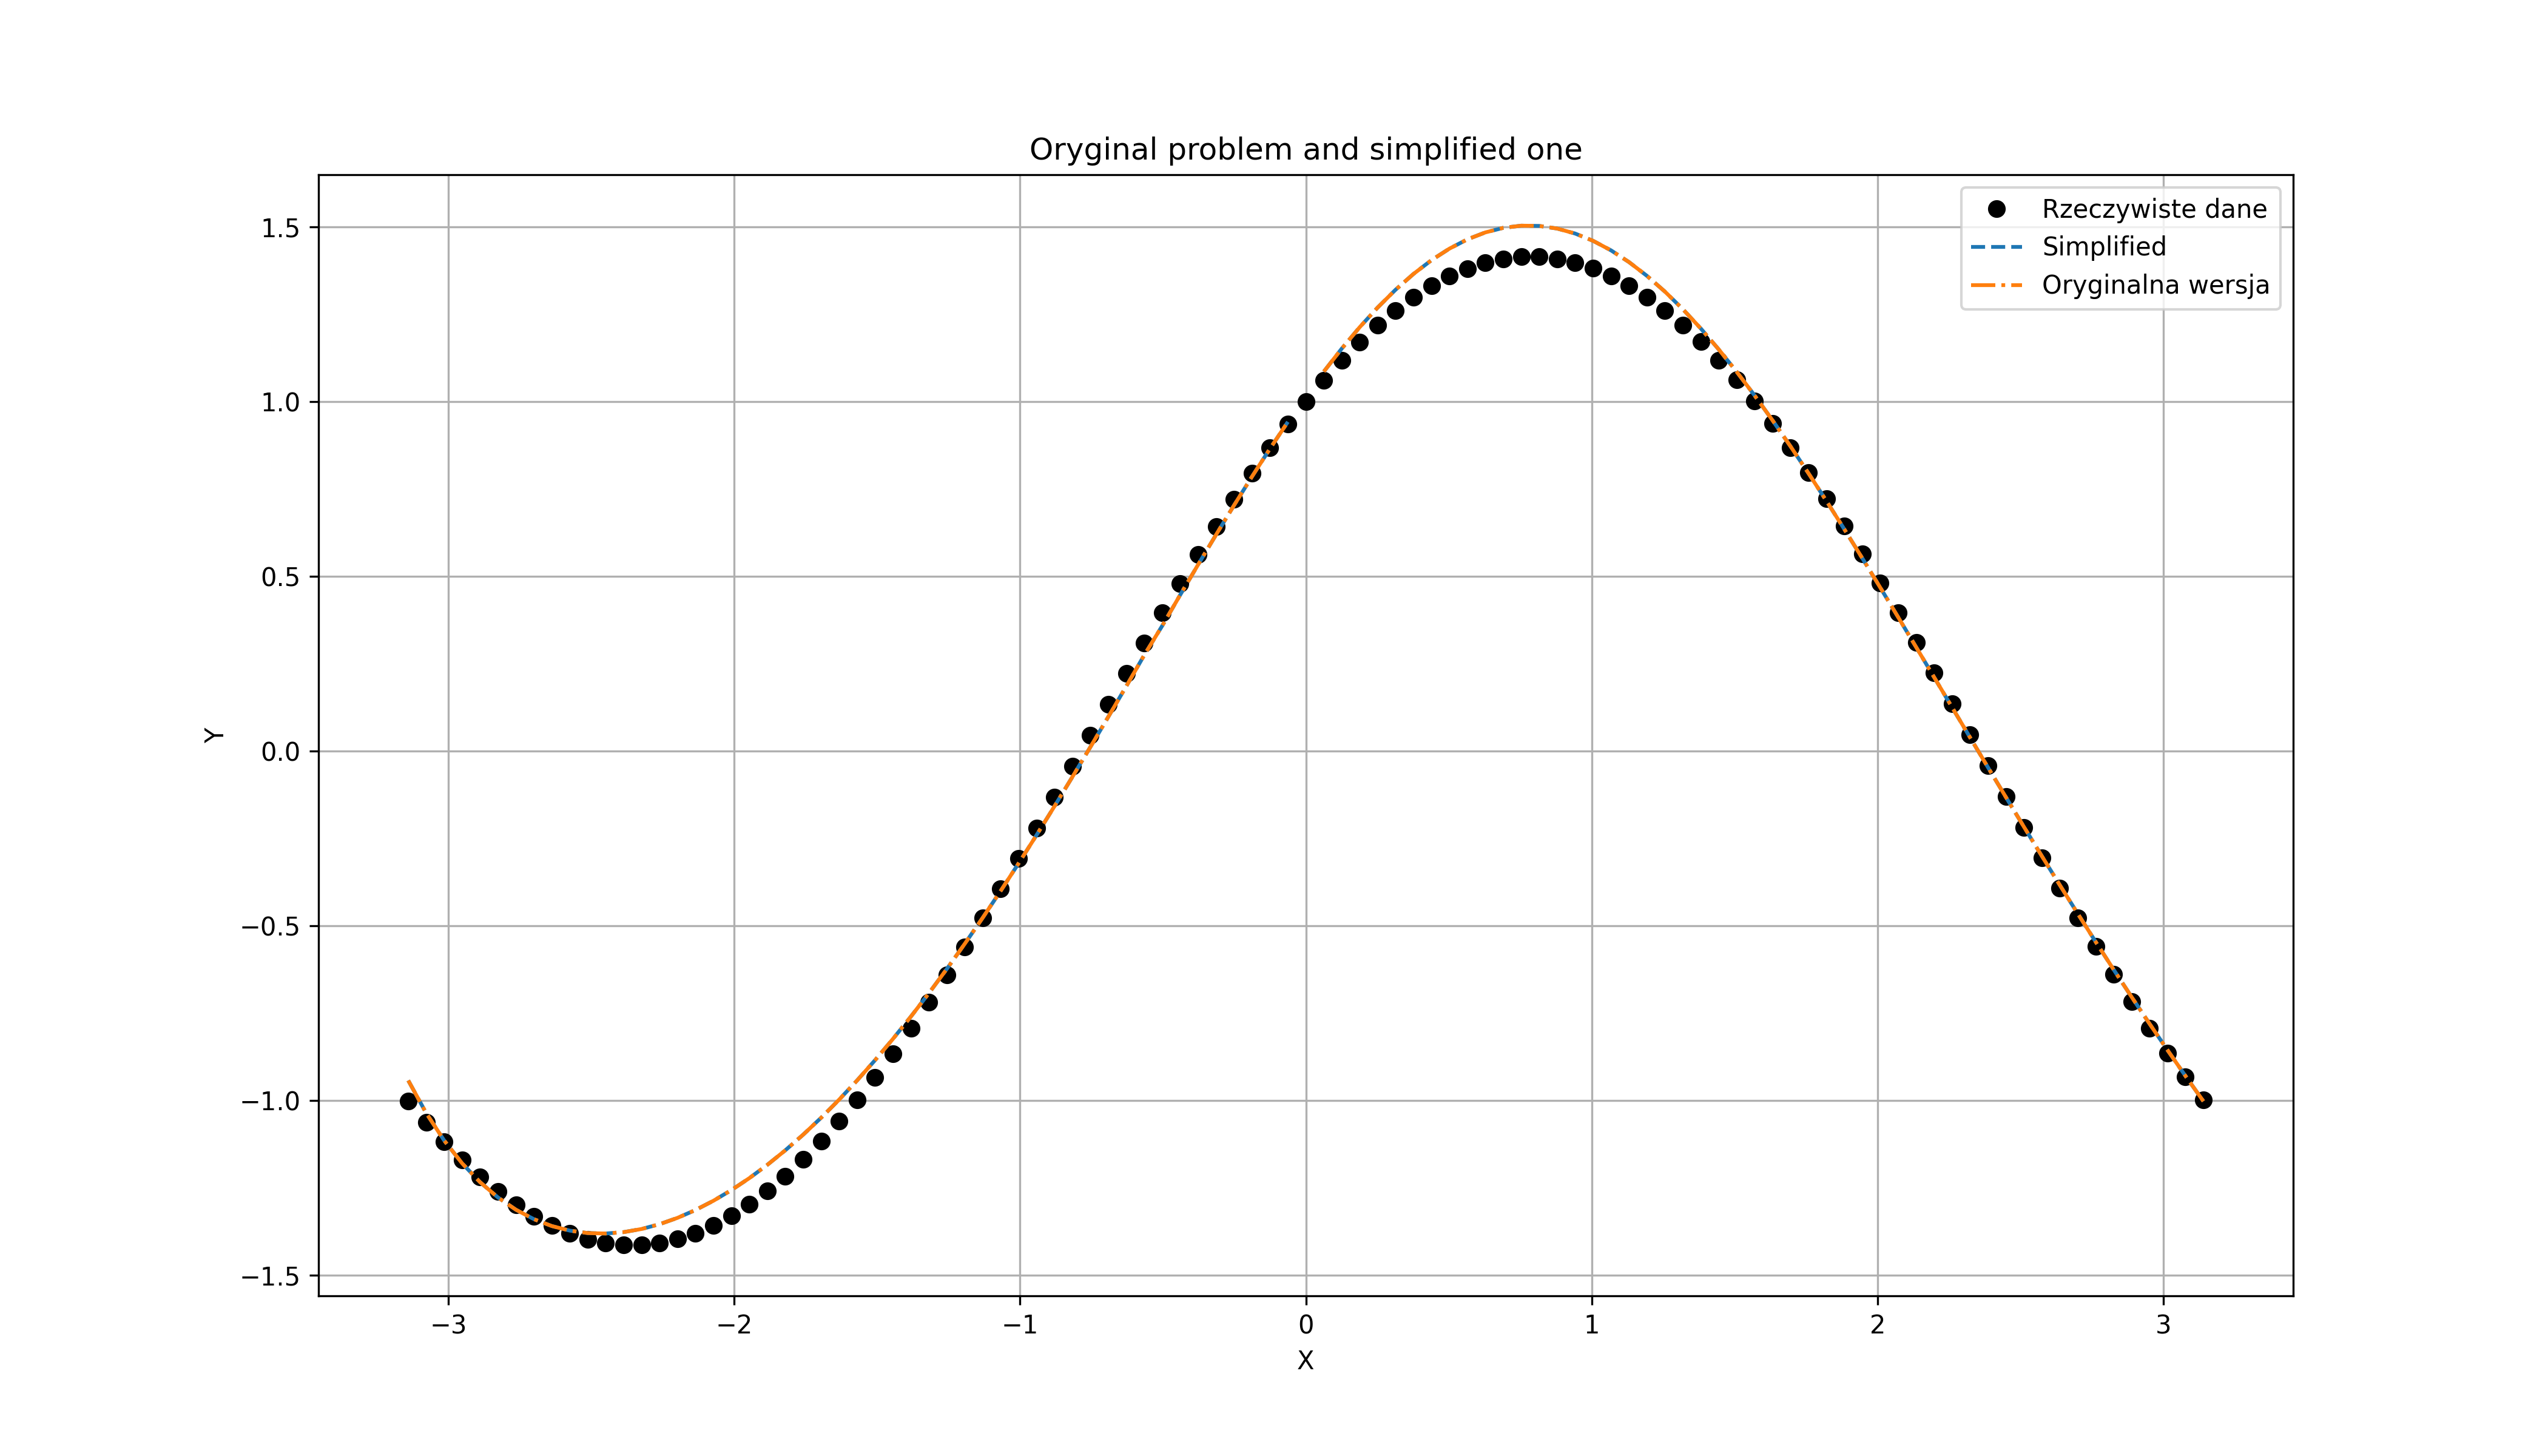 Oryginal problem and simplified one
Rzeczywiste dane
Simplified
Oryginalna wersja
1.5
1.0
0.5
0.0
−0.5
−1.0
−1.5
Y
−3
−2
−1
0
1
2
3
X